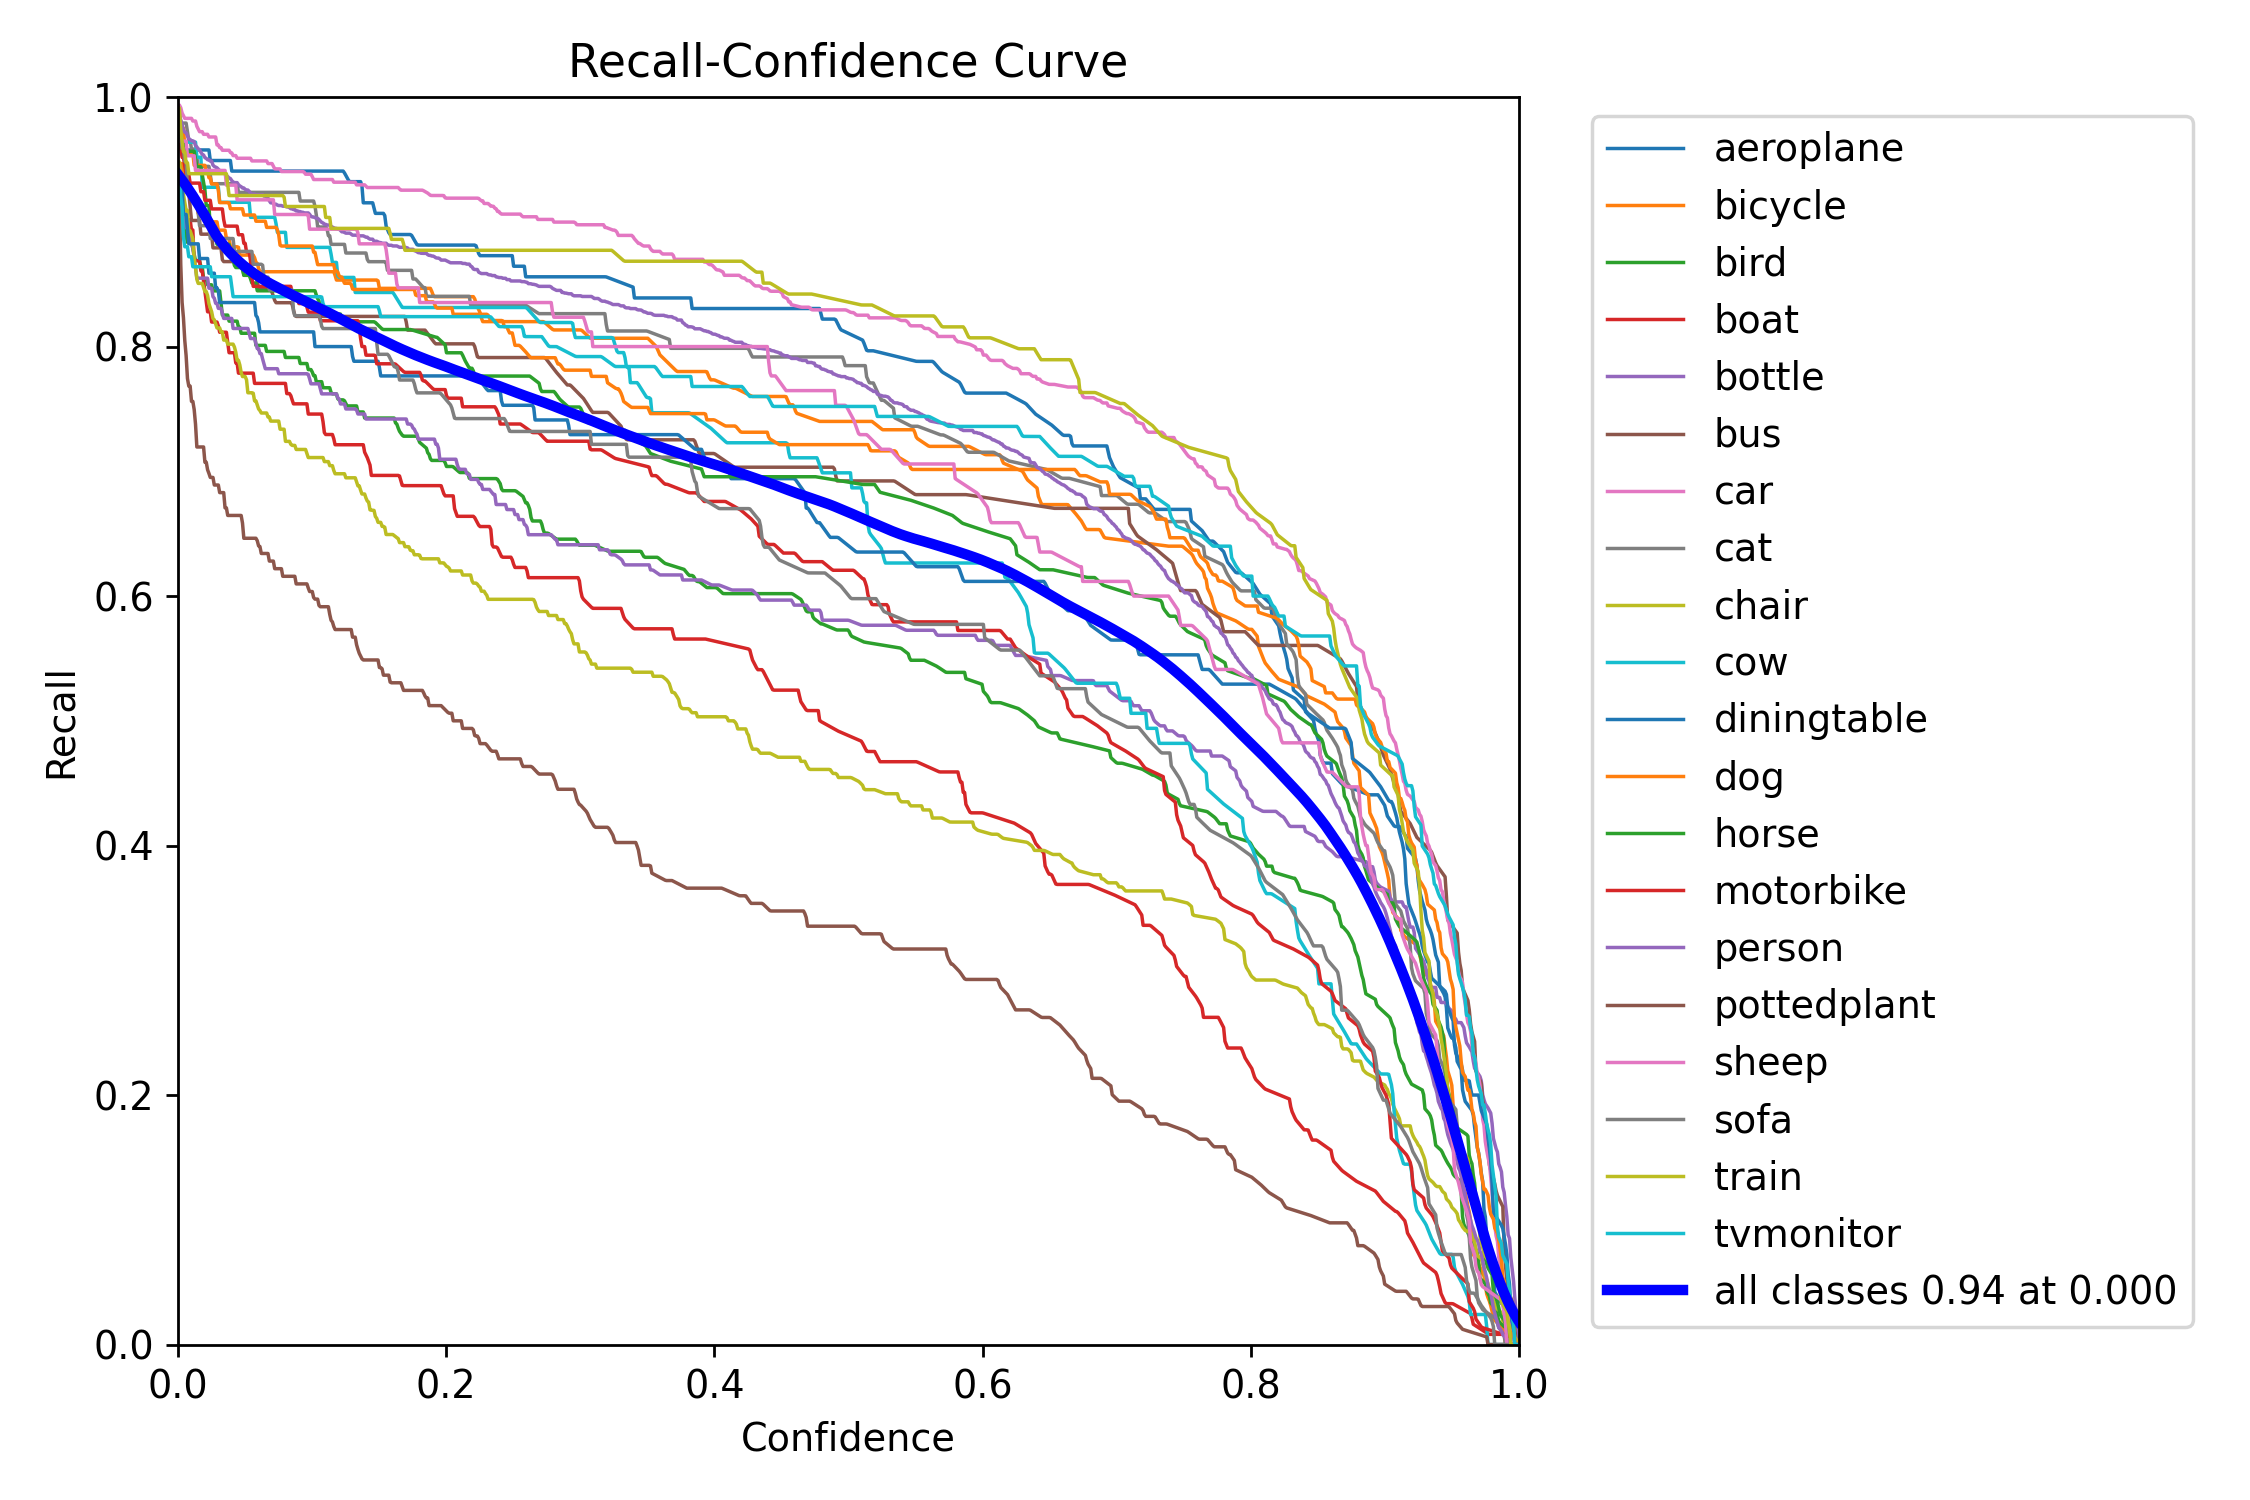 Recall-Confidence Curve
1.0
0.8
0.6
0.4
0.2
0.0
Recall
0.0 0.2 0.4 0.6 0.8 1.0
Confidence
aeroplane
bicycle
bird
boat
bottle
bus
car
cat
chair
cow
diningtable
dog
horse
motorbike
person
pottedplant
sheep
sofa
train
tvmonitor
all classes 0.94 at 0.000